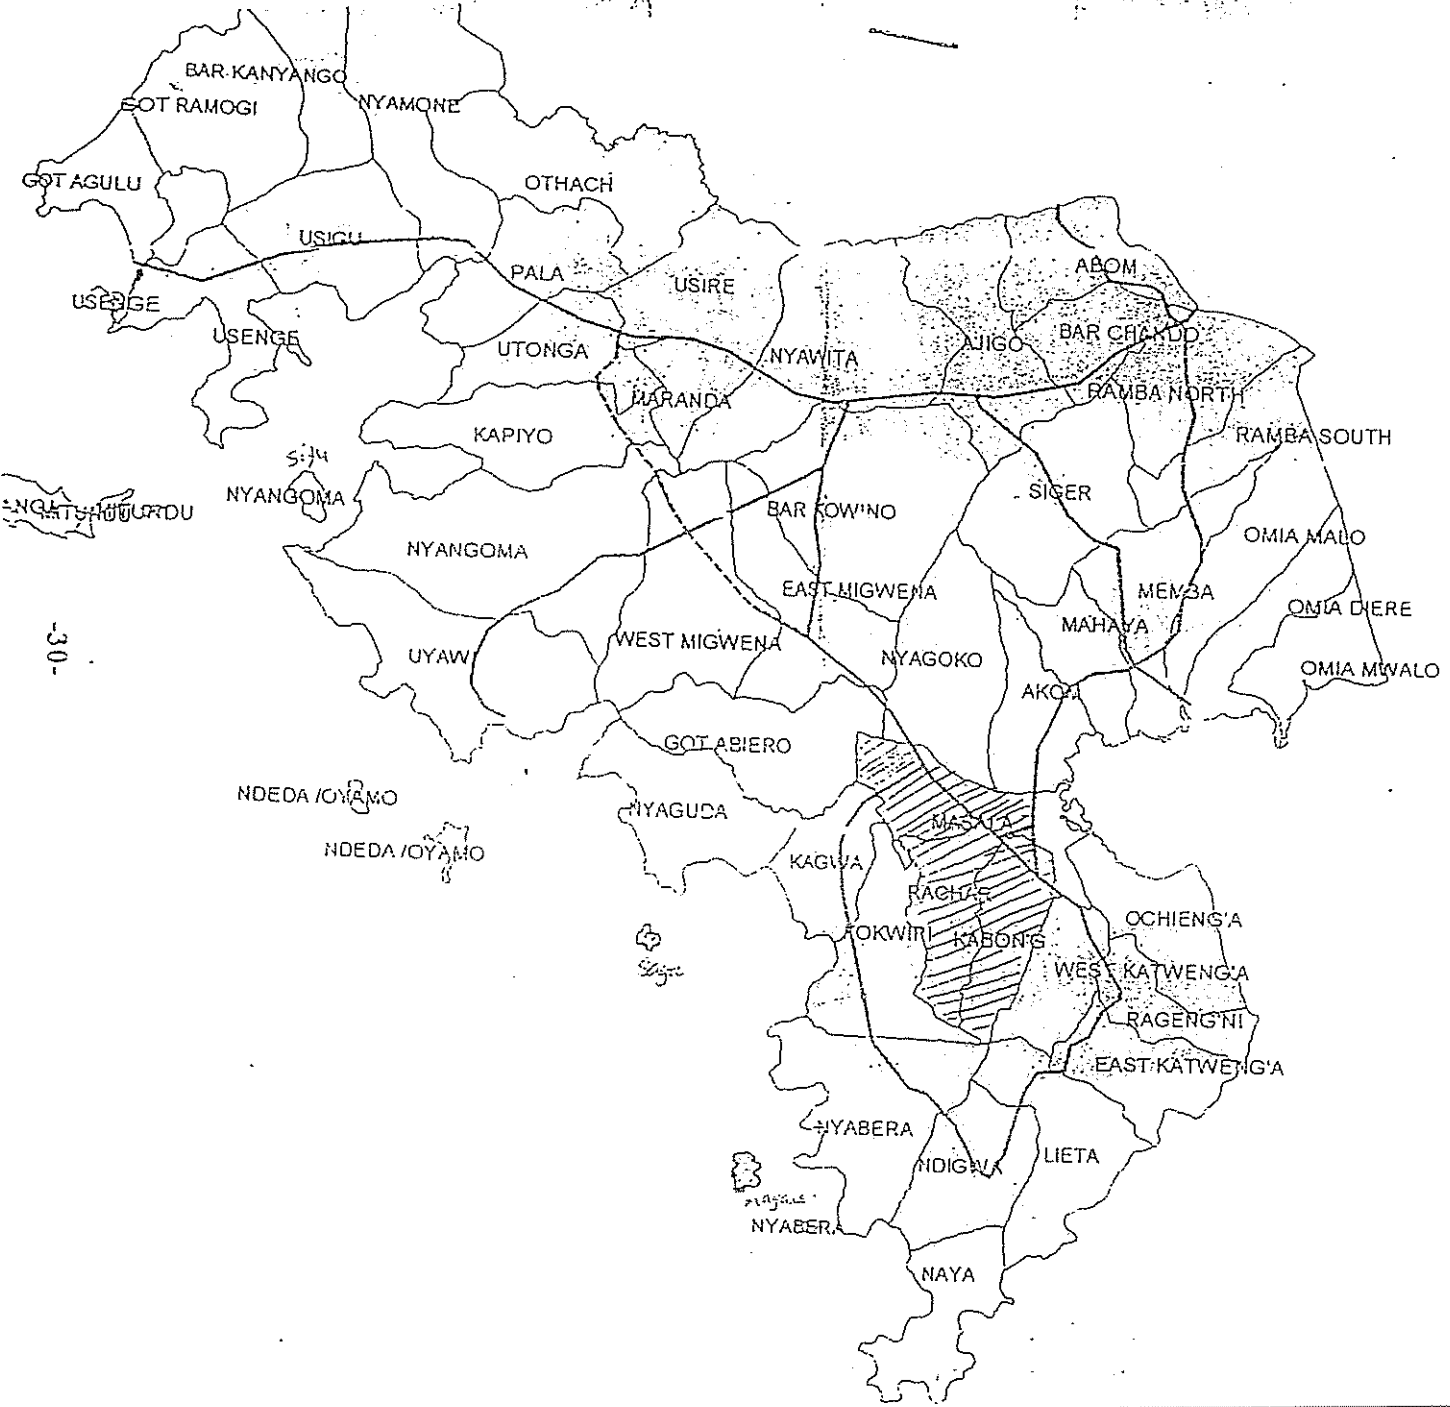 BAR KANYANGO
GOT RAMOGI
NYAMONE
GOT AGULU
OTHACH
USIGU
PALA
ABOM
USIRE
USENGE
USENGE
UTONGA
NYAWITA
AJIGO
BAR CHANDO
MARANDA
RAMBA NORTH
KAPIYO
RAMBA SOUTH
NYANGOMA
SIGER
BAR KOWINO
OMIA MALO
NYANGOMA
EAST MIGWENA
MEMBA
OMIA DIERE
-30-
MAHAYA
WEST MIGWENA
UYAWI
NYAGOKO
OMIA MWALO
AKOM
GOT ABIERO
NDEDA /OYAMO
NYAGUDA
MASALA
NDEDA /OYAMO
KAGWA
RACHAR
OCHIENG'A
FOKWIRI
KABONG
WEST KATWENG'A
RAGENG'NI
EAST KATWENG'A
NYABERA
LIETA
NDIGWA
NYABERA
NAYA